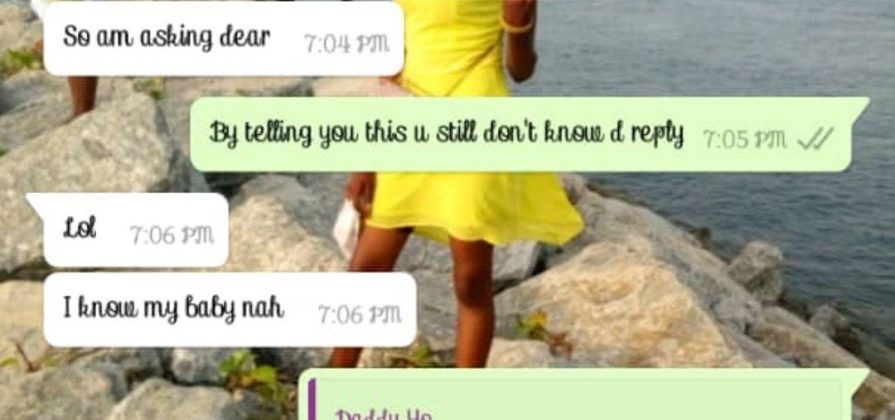 So am asking dear 7:04 PM
By telling you this u still don't know d reply 7:05 PM
Lol 7:06 PM
I know my baby nah 7:06 PM
Daddy Yo